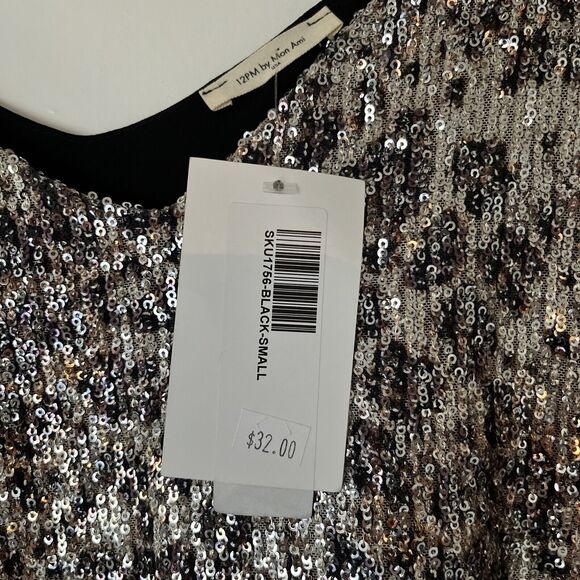 12PM by Mon Ami
SKU1756-BLACK-SMALL
$32.00